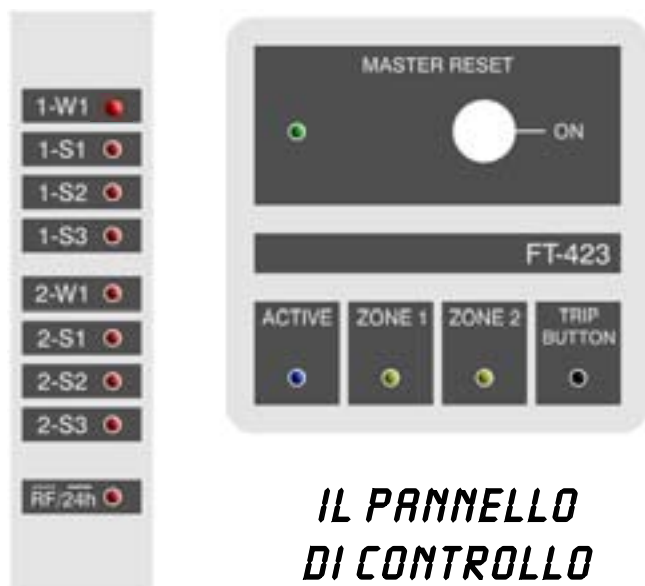 1-W1
1-S1
1-S2
1-S3
2-W1
2-S1
2-S2
2-S3
RF/24h
MASTER RESET
ON
FT-423
ACTIVE
ZONE 1
ZONE 2
TRIP
BUTTON
IL PANNELLO
DI CONTROLLO